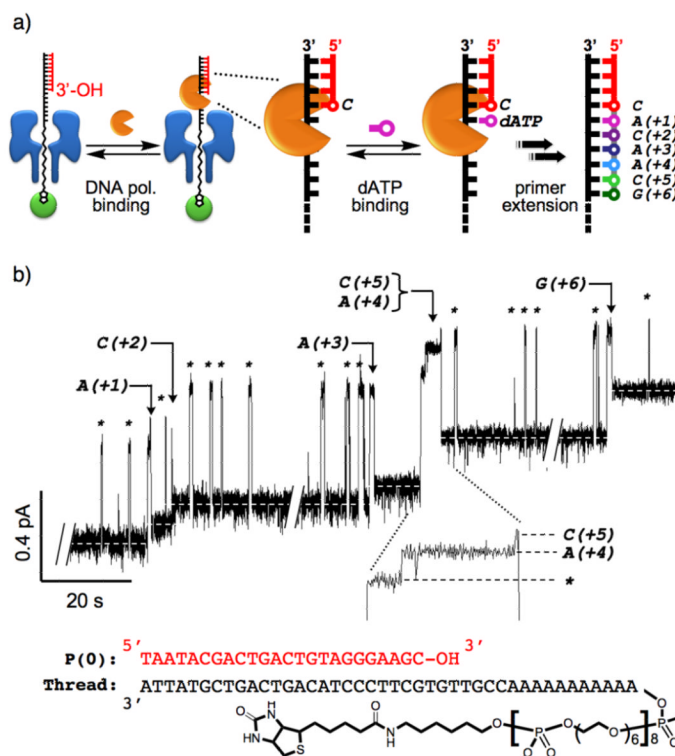 a)
3’ 5’ 3’ 5’ 3’ 5’
3'-OH
C C C
dATP A(+1)
C(+2)
A(+3)
A(+4)
C(+5)
G(+6)
DNA pol.
binding
dATP
binding
primer
extension
b)
C(+5)
A(+4)
G(+6)
C(+2)
A(+3)
A(+1)
* * * * * * * * * * * * * * * *
0.4 pA
20 s
C(+5)
A(+4)
*
5’ 3’
P(0): TAATACGACTGACTGTAGGGAAGC-OH
Thread: ATTATGCTGACTGACATCCCTTCGTGTTGCCAAAAAAAAAAA
3’
O H N HN S O N H O P O O O 6 8 O P O O